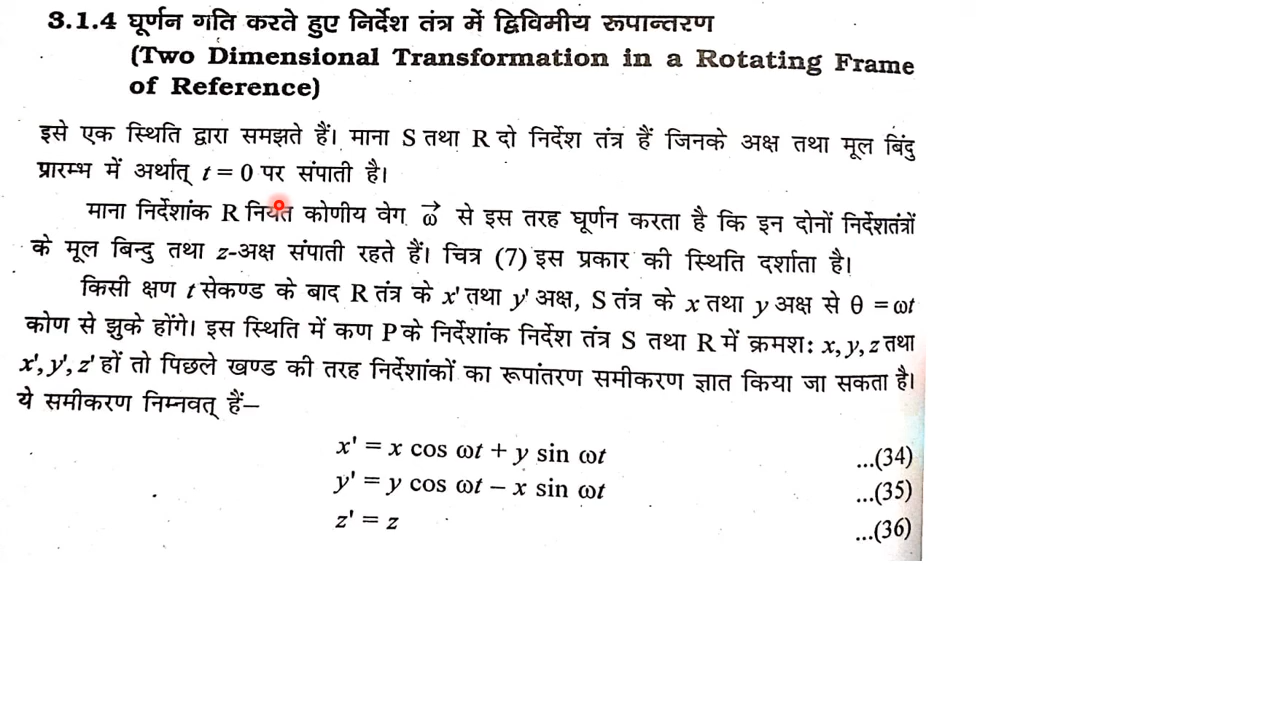 3.1.4 घूर्णन गति करते हुए निर्देश तंत्र में द्विविमीय रुपान्तरण
(Two Dimensional Transformation in a Rotating Frame
of Reference)
इसे एक स्थिति द्वारा समझते हैं। माना S तथा R दो निर्देश तंत्र हैं जिनके अक्ष तथा मूल बिंदु
प्रारम्भ में अर्थात् t = 0 पर संपाती है।
माना निर्देशांक R नियत कोणीय वेग ω⃗ से इस तरह घूर्णन करता है कि इन दोनों निर्देशतंत्रों
के मूल बिन्दु तथा z-अक्ष संपाती रहते हैं। चित्र (7) इस प्रकार की स्थिति दर्शाता है।
किसी क्षण t सेकण्ड के बाद R तंत्र के x' तथा y' अक्ष, S तंत्र के x तथा y अक्ष से θ = ωt
कोण से झुके होंगे। इस स्थिति में कण P के निर्देशांक निर्देश तंत्र S तथा R में क्रमश: x, y, z तथा
x', y', z' हों तो पिछले खण्ड की तरह निर्देशांकों का रूपांतरण समीकरण ज्ञात किया जा सकता है।
ये समीकरण निम्नवत् हैं–
x' = x cos ωt + y sin ωt ...(34)
y' = y cos ωt – x sin ωt ...(35)
z' = z ...(36)